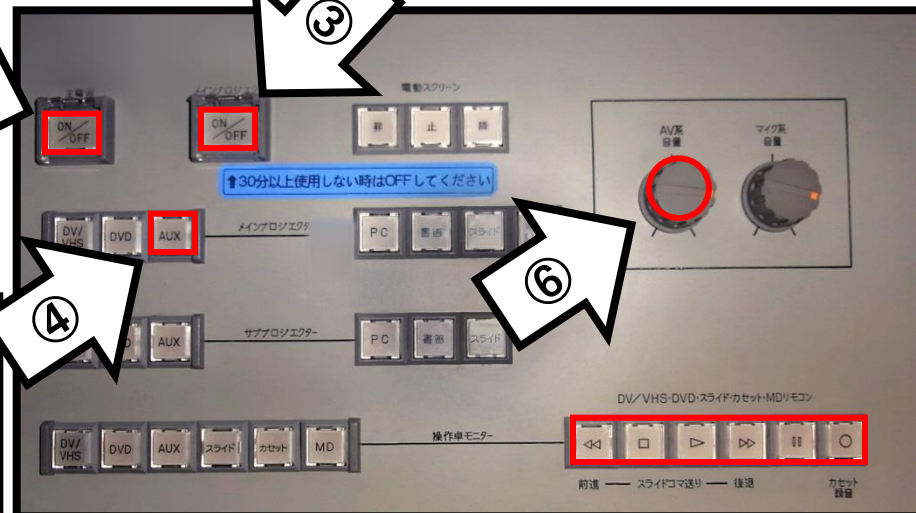 ③
メインプロジェクター
電動スクリーン
ON/OFF
ON/OFF
昇
止
降
AV系
音量
マイク系
音量
⬆30分以上使用しない時はOFFしてください
DV/
VHS
DVD
AUX
メインプロジェクター
PC
書画
スライド
⑥
④
AUX
サブプロジェクター
PC
書画
スライド
DV/VHS・DVD・スライド・カセット・MDリモコン
DV/
VHS
DVD
AUX
スライド
カセット
MD
操作卓モニター
前進 ── スライドコマ送り ── 後退
カセット
録音